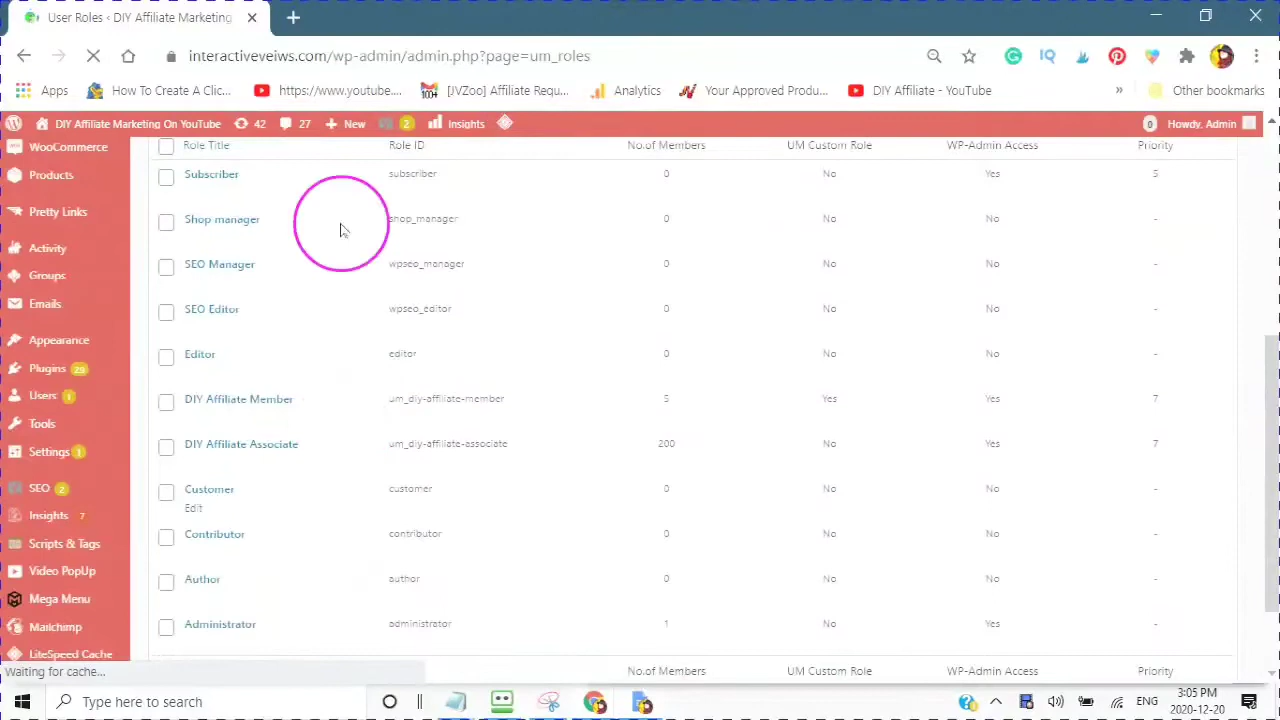 User Roles < DIY Affiliate Marketing
interactiveveiws.com/wp-admin/admin.php?page=um_roles
Apps How To Create A Clic... https://www.youtube.... 100+ [JVZoo] Affiliate Requ... Analytics Your Approved Produ... DIY Affiliate - YouTube » Other bookmarks
DIY Affiliate Marketing On YouTube 42 27 New 2 Insights 0 Howdy, Admin
WooCommerce
Products
Pretty Links
Activity
Groups
Emails
Appearance
Plugins 29
Users 1
Tools
Settings 1
SEO 2
Insights 7
Scripts & Tags
Video PopUp
Mega Menu
Mailchimp
LiteSpeed Cache
Role Title Role ID No.of Members UM Custom Role WP-Admin Access Priority
Subscriber subscriber 0 No Yes 5
Shop manager shop_manager 0 No No -
SEO Manager wpseo_manager 0 No No -
SEO Editor wpseo_editor 0 No No -
Editor editor 0 No No -
DIY Affiliate Member um_diy-affiliate-member 5 Yes Yes 7
DIY Affiliate Associate um_diy-affiliate-associate 200 No Yes 7
Customer customer 0 No No -
Edit
Contributor contributor 0 No No -
Author author 0 No No -
Administrator administrator 1 No Yes -
No.of Members UM Custom Role WP-Admin Access Priority
Waiting for cache...
Type here to search
ENG
3:05 PM
2020-12-20